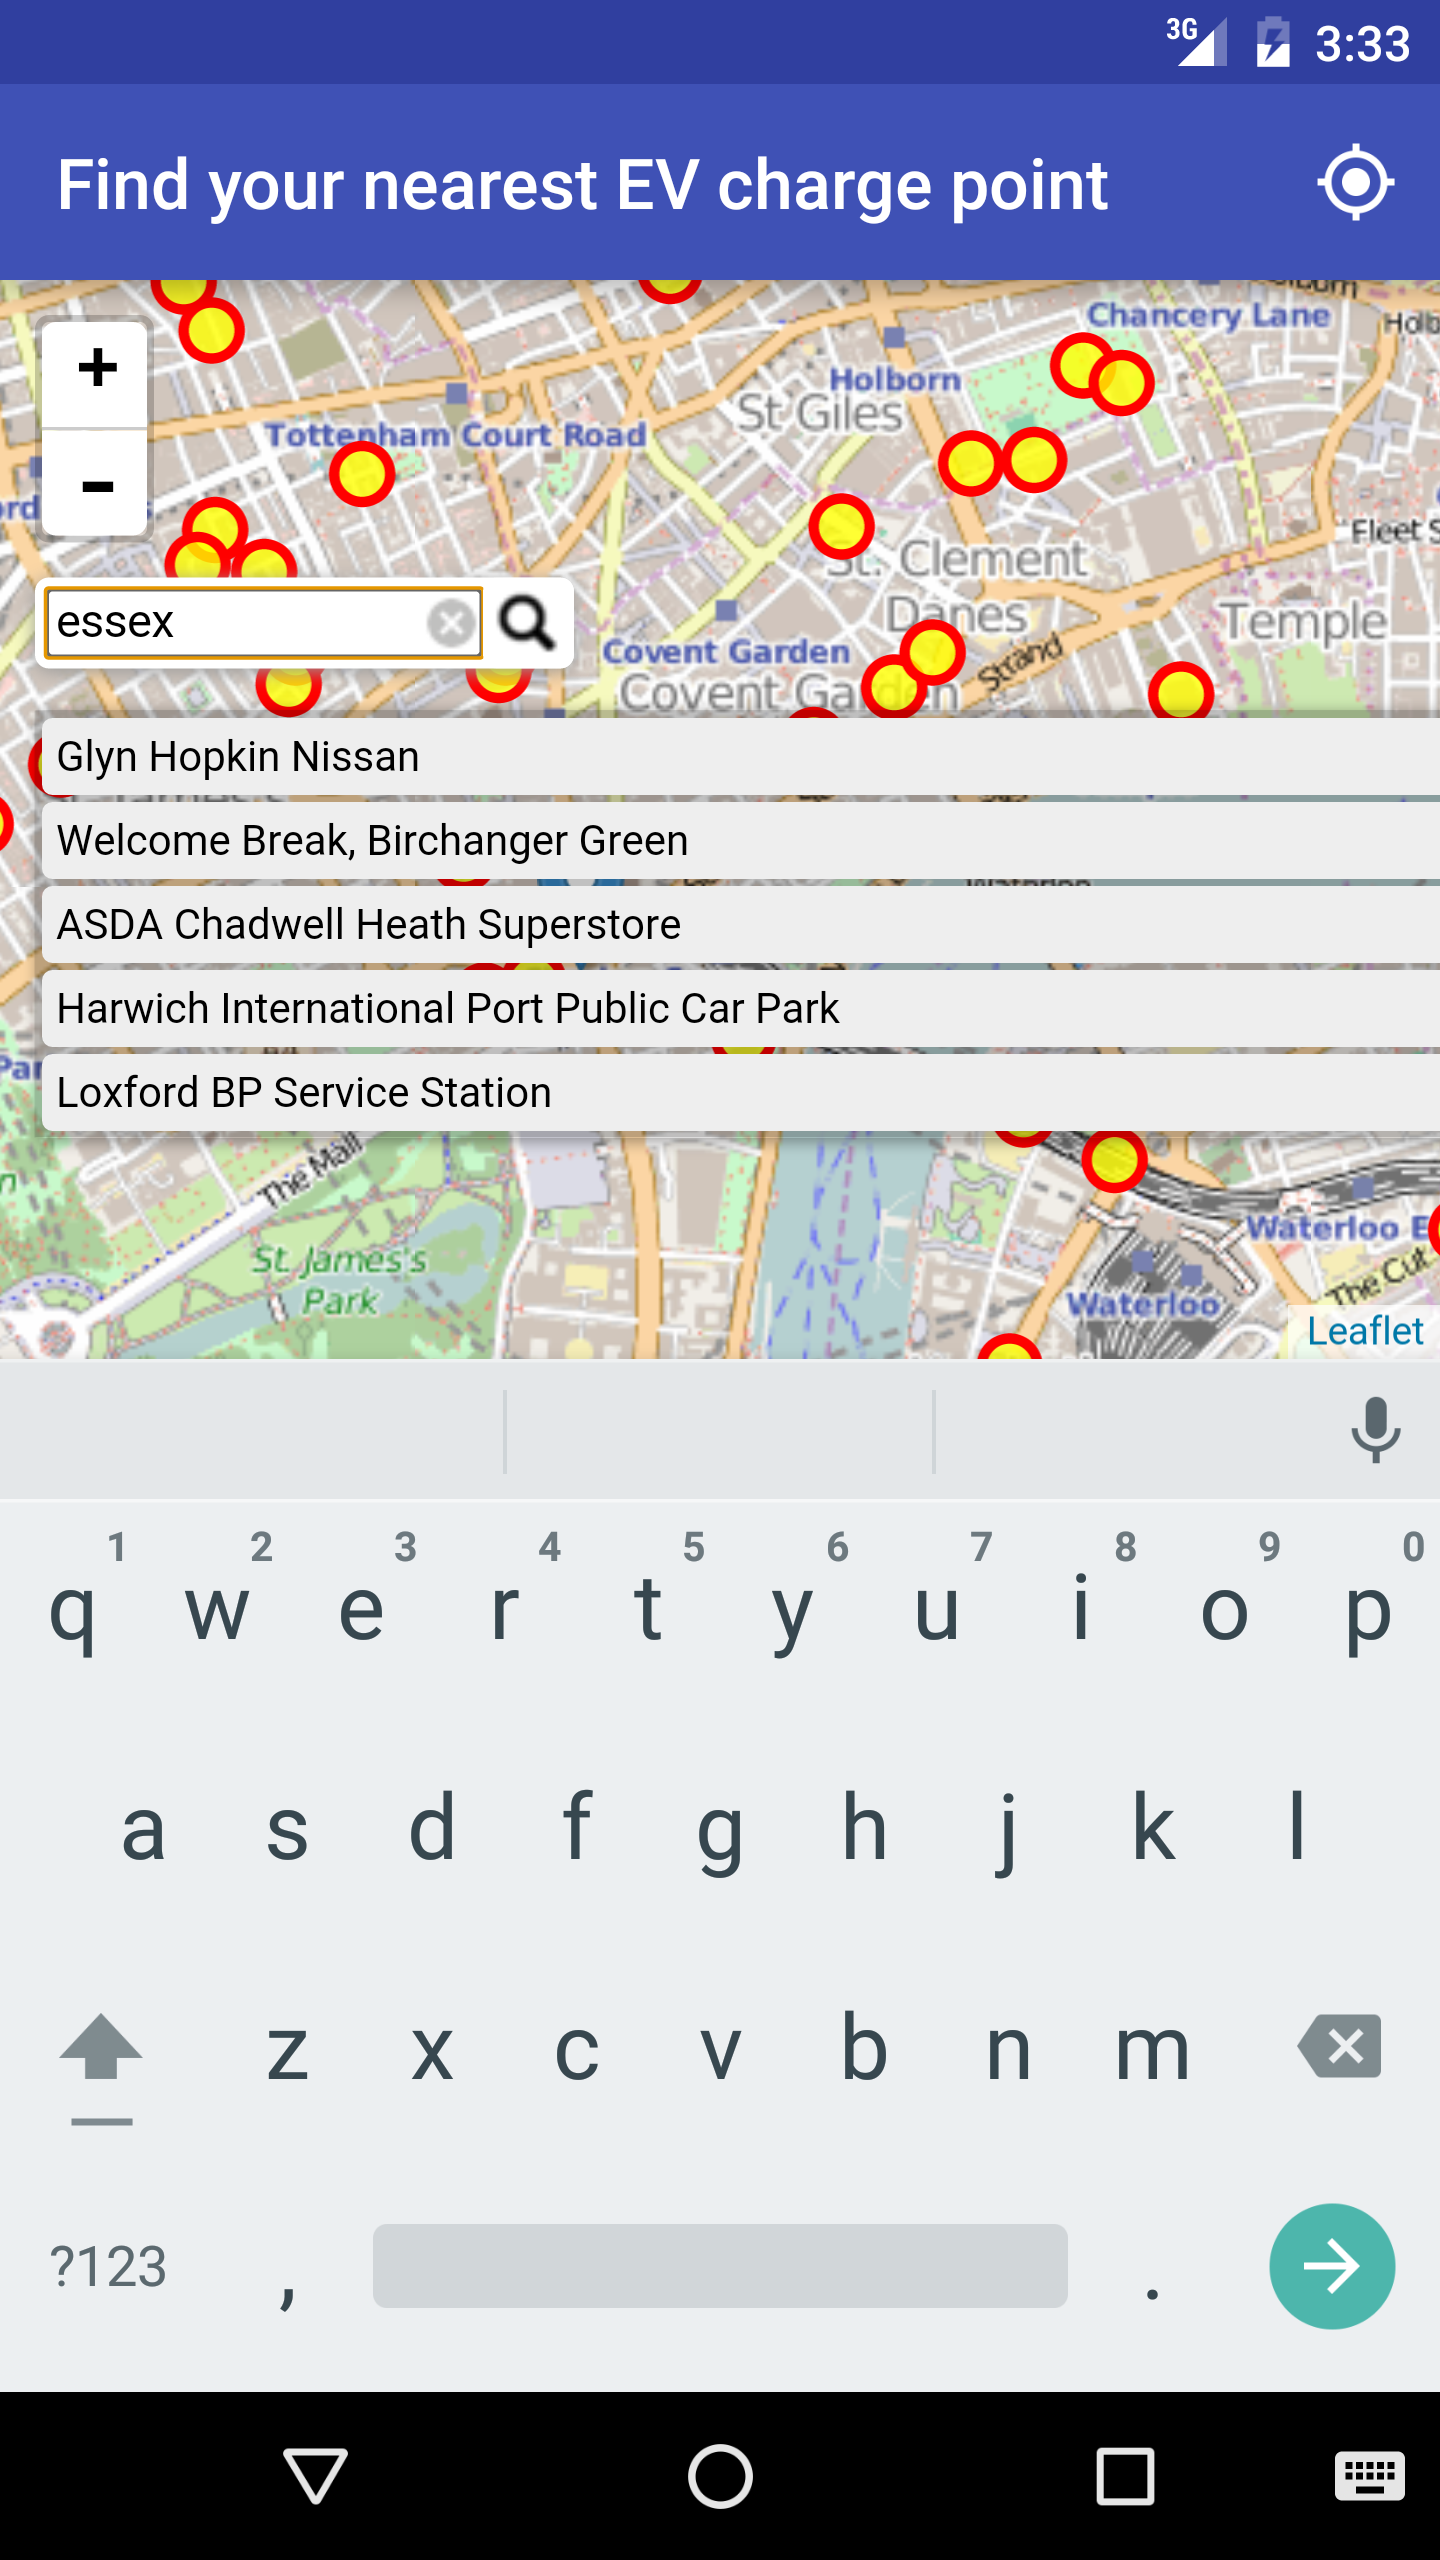 3G 3:33
Find your nearest EV charge point
Chancery Lane
Holborn
St Giles
Tottenham Court Road
+
-
St. Clement
Danes
Temple
essex
Covent Garden
Covent Garden
Strand
Glyn Hopkin Nissan
Welcome Break, Birchanger Green
ASDA Chadwell Heath Superstore
Harwich International Port Public Car Park
Loxford BP Service Station
The Mall
St. James's
Park
Waterloo
The Cut
Leaflet
1 2 3 4 5 6 7 8 9 0
q w e r t y u i o p
a s d f g h j k l
z x c v b n m
?123 , .